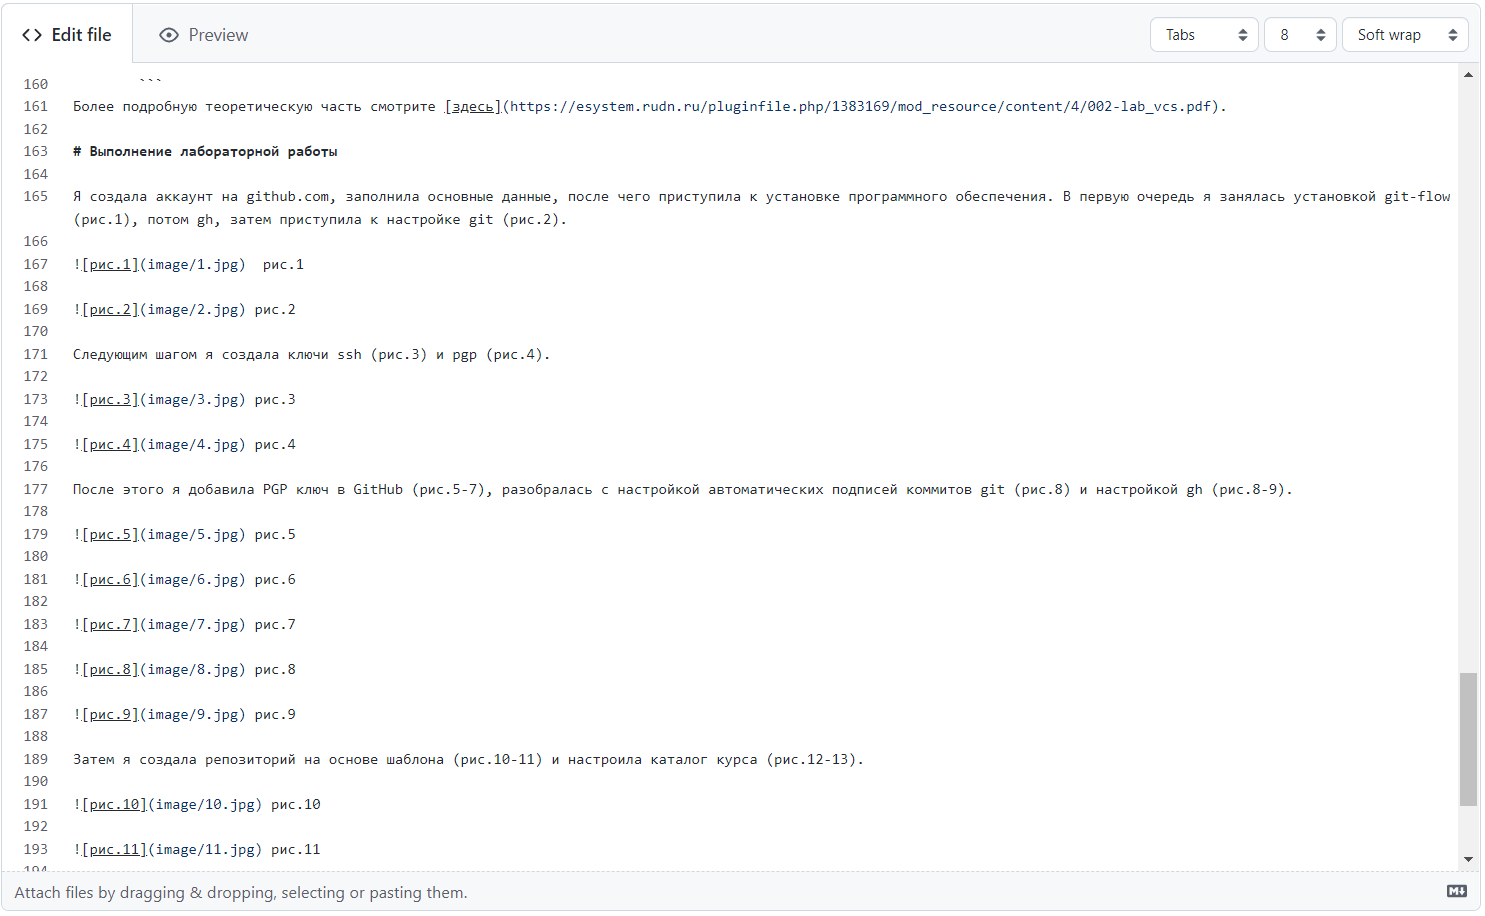 Edit file Preview Tabs 8 Soft wrap
160 ```
161 Более подробную теоретическую часть смотрите [здесь](https://esystem.rudn.ru/pluginfile.php/1383169/mod_resource/content/4/002-lab_vcs.pdf).
162
163 # Выполнение лабораторной работы
164
165 Я создала аккаунт на github.com, заполнила основные данные, после чего приступила к установке программного обеспечения. В первую очередь я занялась установкой git-flow
(рис.1), потом gh, затем приступила к настройке git (рис.2).
166
167 ![рис.1](image/1.jpg)  рис.1
168
169 ![рис.2](image/2.jpg) рис.2
170
171 Следующим шагом я создала ключи ssh (рис.3) и pgp (рис.4).
172
173 ![рис.3](image/3.jpg) рис.3
174
175 ![рис.4](image/4.jpg) рис.4
176
177 После этого я добавила PGP ключ в GitHub (рис.5-7), разобралась с настройкой автоматических подписей коммитов git (рис.8) и настройкой gh (рис.8-9).
178
179 ![рис.5](image/5.jpg) рис.5
180
181 ![рис.6](image/6.jpg) рис.6
182
183 ![рис.7](image/7.jpg) рис.7
184
185 ![рис.8](image/8.jpg) рис.8
186
187 ![рис.9](image/9.jpg) рис.9
188
189 Затем я создала репозиторий на основе шаблона (рис.10-11) и настроила каталог курса (рис.12-13).
190
191 ![рис.10](image/10.jpg) рис.10
192
193 ![рис.11](image/11.jpg) рис.11
194
Attach files by dragging & dropping, selecting or pasting them.